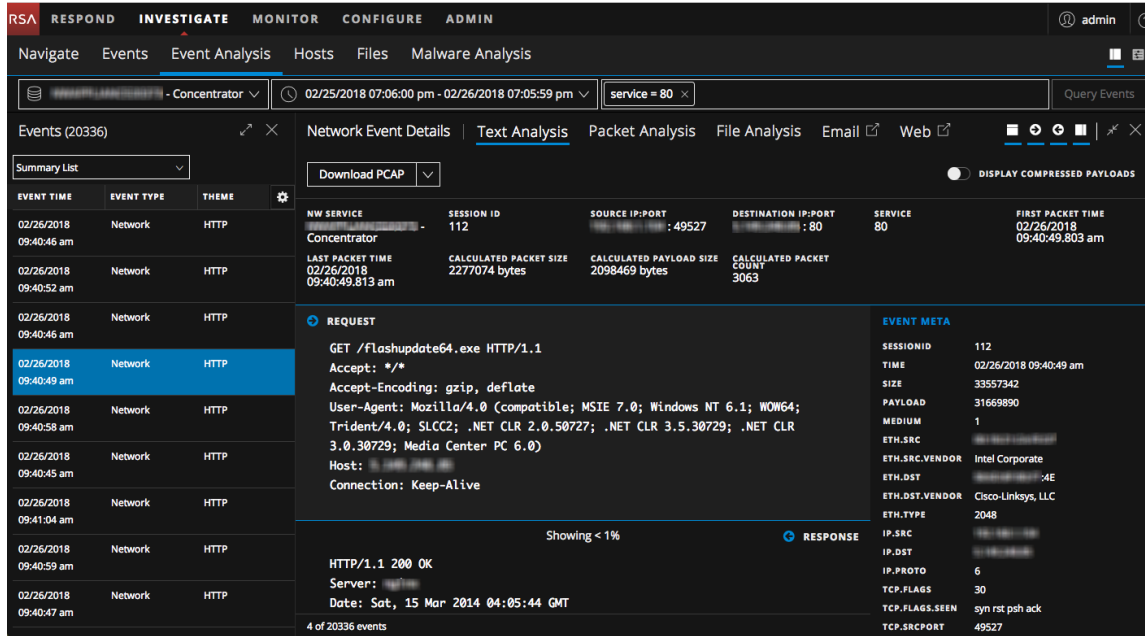 RSA RESPOND INVESTIGATE MONITOR CONFIGURE ADMIN admin
Navigate Events Event Analysis Hosts Files Malware Analysis
- Concentrator 02/25/2018 07:06:00 pm - 02/26/2018 07:05:59 pm service = 80 × Query Events
Events (20336)
Summary List
EVENT TIME EVENT TYPE THEME
02/26/2018 Network HTTP
09:40:46 am
02/26/2018 Network HTTP
09:40:52 am
02/26/2018 Network HTTP
09:40:46 am
02/26/2018 Network HTTP
09:40:49 am
02/26/2018 Network HTTP
09:40:58 am
02/26/2018 Network HTTP
09:40:45 am
02/26/2018 Network HTTP
09:41:04 am
02/26/2018 Network HTTP
09:40:59 am
02/26/2018 Network HTTP
09:40:47 am
Network Event Details Text Analysis Packet Analysis File Analysis Email Web
Download PCAP DISPLAY COMPRESSED PAYLOADS
NW SERVICE SESSION ID SOURCE IP:PORT DESTINATION IP:PORT SERVICE FIRST PACKET TIME
- 112 : 49527 : 80 80 02/26/2018
Concentrator 09:40:49.803 am
LAST PACKET TIME CALCULATED PACKET SIZE CALCULATED PAYLOAD SIZE CALCULATED PACKET
COUNT
02/26/2018 2277074 bytes 2098469 bytes 3063
09:40:49.813 am
REQUEST
GET /flashupdate64.exe HTTP/1.1
Accept: */*
Accept-Encoding: gzip, deflate
User-Agent: Mozilla/4.0 (compatible; MSIE 7.0; Windows NT 6.1; WOW64;
Trident/4.0; SLCC2; .NET CLR 2.0.50727; .NET CLR 3.5.30729; .NET CLR
3.0.30729; Media Center PC 6.0)
Host:
Connection: Keep-Alive
Showing < 1% RESPONSE
HTTP/1.1 200 OK
Server:
Date: Sat, 15 Mar 2014 04:05:44 GMT
4 of 20336 events
EVENT META
SESSIONID 112
TIME 02/26/2018 09:40:49 am
SIZE 33557342
PAYLOAD 31669890
MEDIUM 1
ETH.SRC
ETH.SRC.VENDOR Intel Corporate
ETH.DST :4E
ETH.DST.VENDOR Cisco-Linksys, LLC
ETH.TYPE 2048
IP.SRC
IP.DST
IP.PROTO 6
TCP.FLAGS 30
TCP.FLAGS.SEEN syn rst psh ack
TCP.SRCPORT 49527